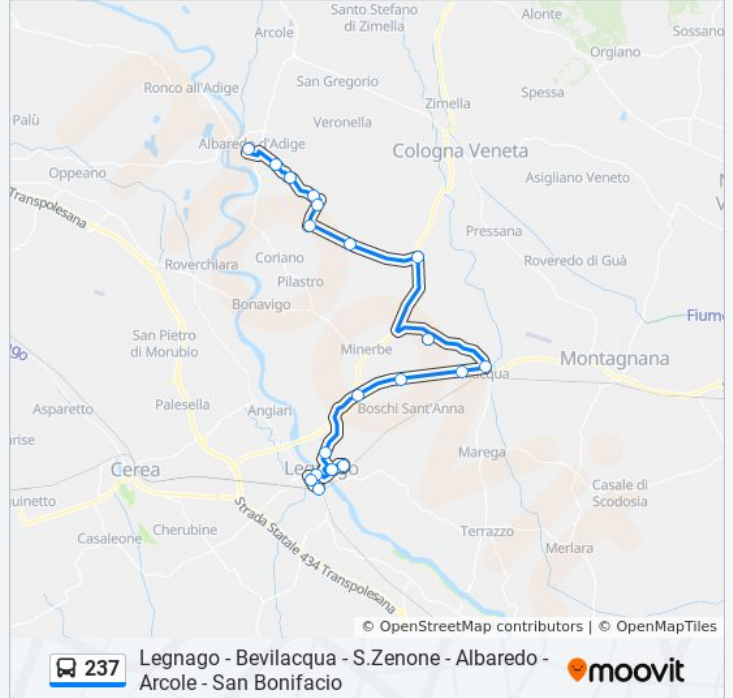 Santo Stefano
di Zimella
Alonte
Sossano
Arcole
Orgiano
San Gregorio
Ronco all'Adige
Spessa
Zimella
Palù
Veronella
Albaredo d'Adige
Cologna Veneta
Oppeano
Asigliano Veneto
Transpolesana
Pressana
Coriano
Roverchiara
Roveredo di Guà
Pilastro
Bonavigo
Fiume
San Pietro
di Morubio
Minerbe
Montagnana
Palesella
Angiari
Boschi Sant'Anna
Asparetto
Marega
Cerea
Legnago
Casale di
Scodosia
Strada Statale 434 Transpolesana
Cherubine
Casaleone
Terrazzo
Merlara
© OpenStreetMap contributors | © OpenMapTiles
237
Legnago - Bevilacqua - S.Zenone - Albaredo -
Arcole - San Bonifacio
moovit